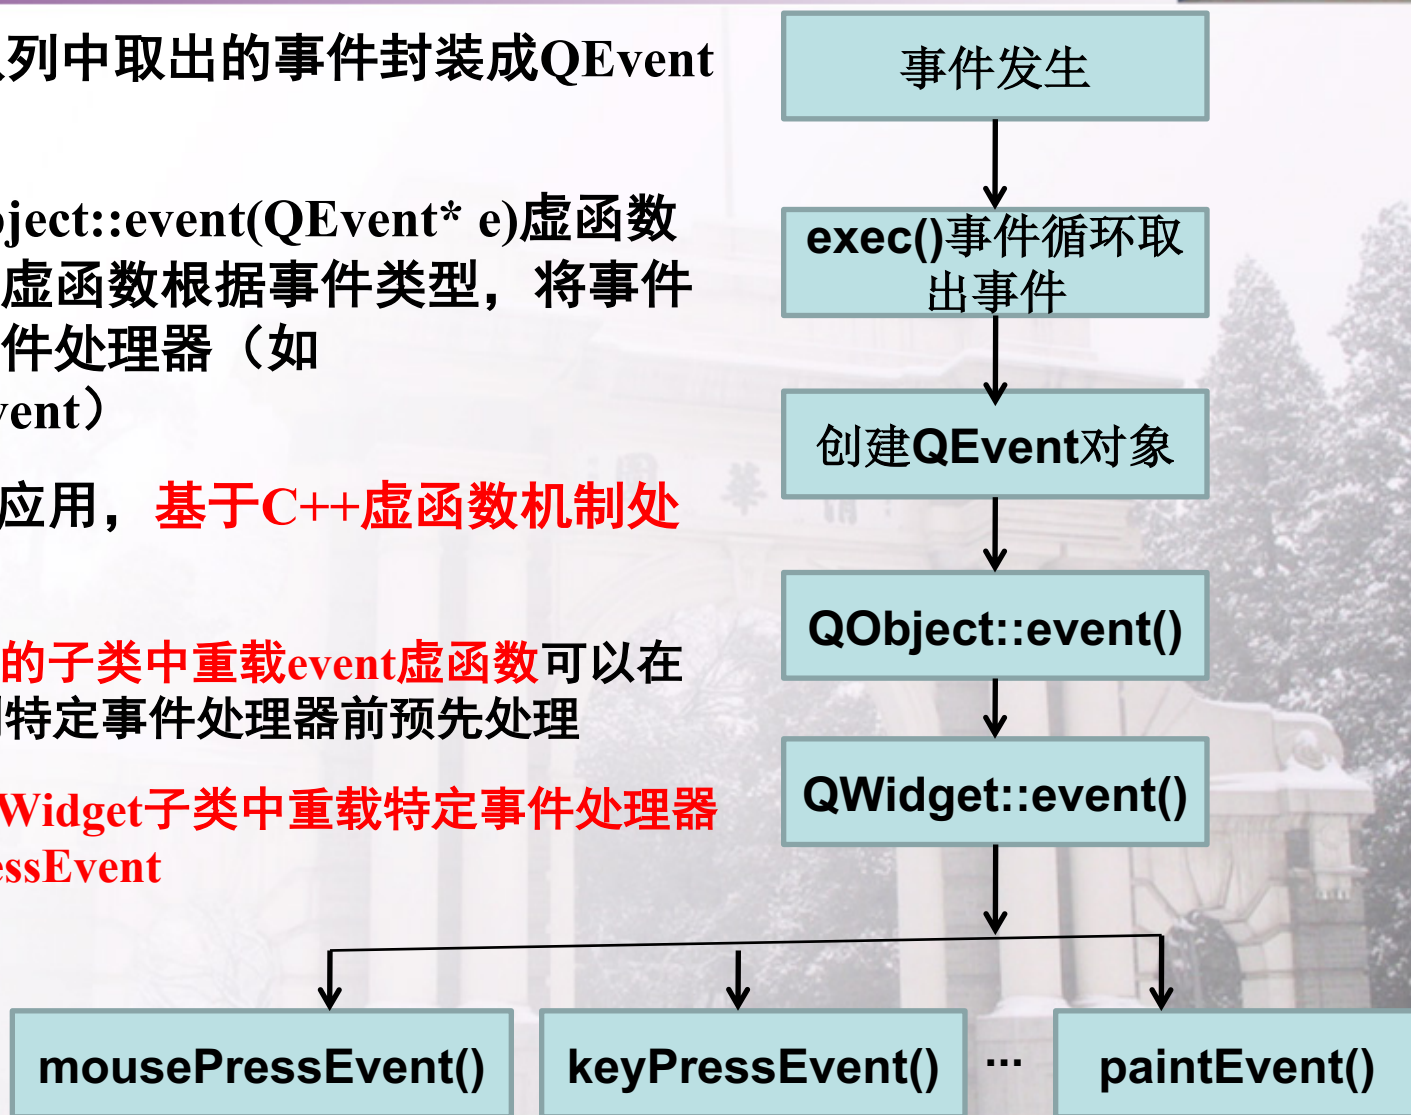 列中取出的事件封装成QEvent
ject::event(QEvent* e)虚函数
虚函数根据事件类型，将事件
件处理器（如
vent）
应用，基于C++虚函数机制处
的子类中重载event虚函数可以在
特定事件处理器前预先处理
Widget子类中重载特定事件处理器
essEvent
事件发生
exec()事件循环取
出事件
创建QEvent对象
QObject::event()
QWidget::event()
mousePressEvent()
keyPressEvent()
...
paintEvent()